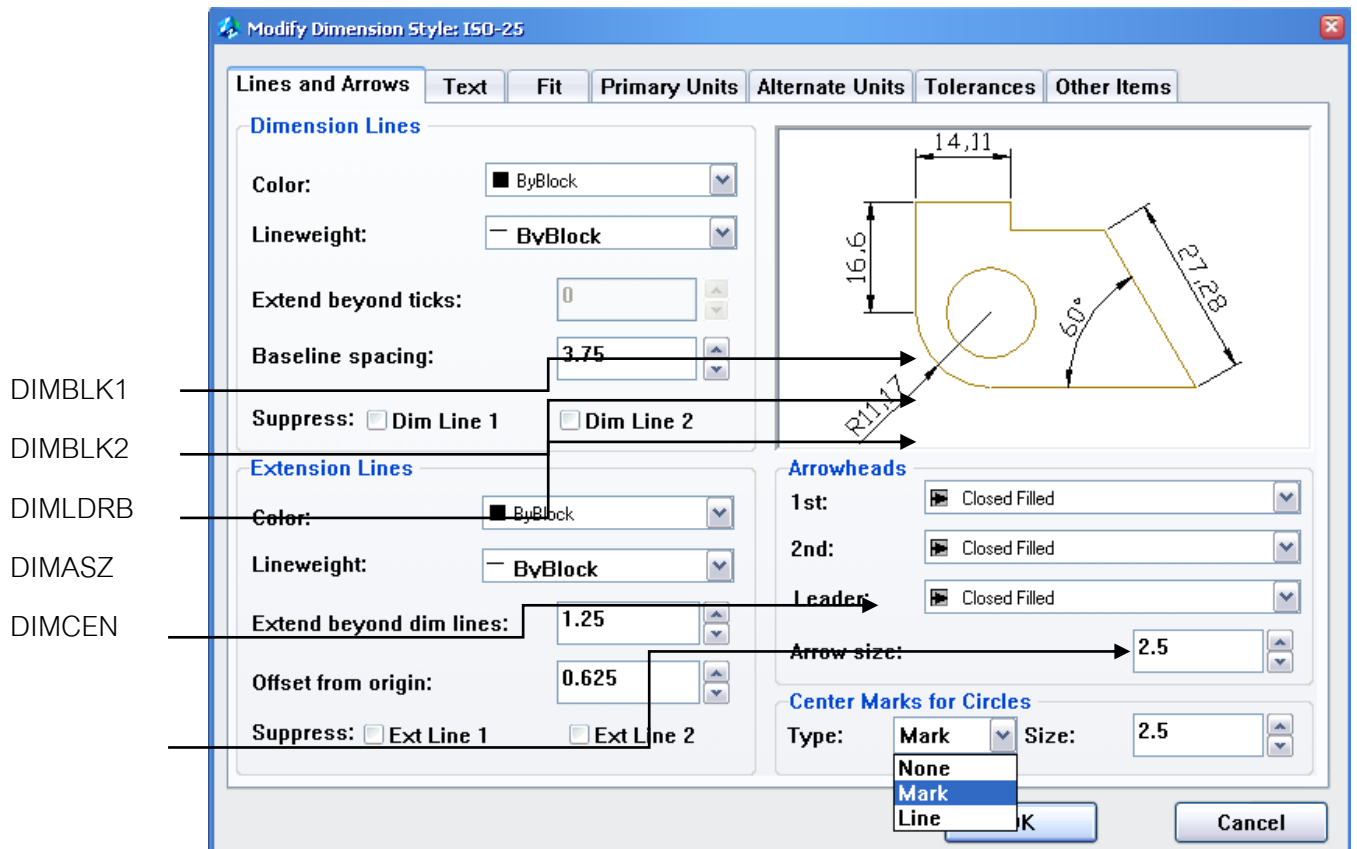 Modify Dimension Style: ISO-25
Lines and Arrows Text Fit Primary Units Alternate Units Tolerances Other Items
Dimension Lines
Color: ByBlock
Lineweight: ByBlock
Extend beyond ticks: 0
Baseline spacing: 3.75
Suppress: Dim Line 1 Dim Line 2
14,11
16,6
27,28
60°
R11,17
DIMBLK1
DIMBLK2
DIMLDRB
DIMASZ
DIMCEN
Extension Lines
Color: ByBlock
Lineweight: ByBlock
Extend beyond dim lines: 1.25
Offset from origin: 0.625
Suppress: Ext Line 1 Ext Line 2
Arrowheads
1st: Closed Filled
2nd: Closed Filled
Leader: Closed Filled
Arrow size: 2.5
Center Marks for Circles
Type: Mark Size: 2.5
None
Mark
Line
Cancel